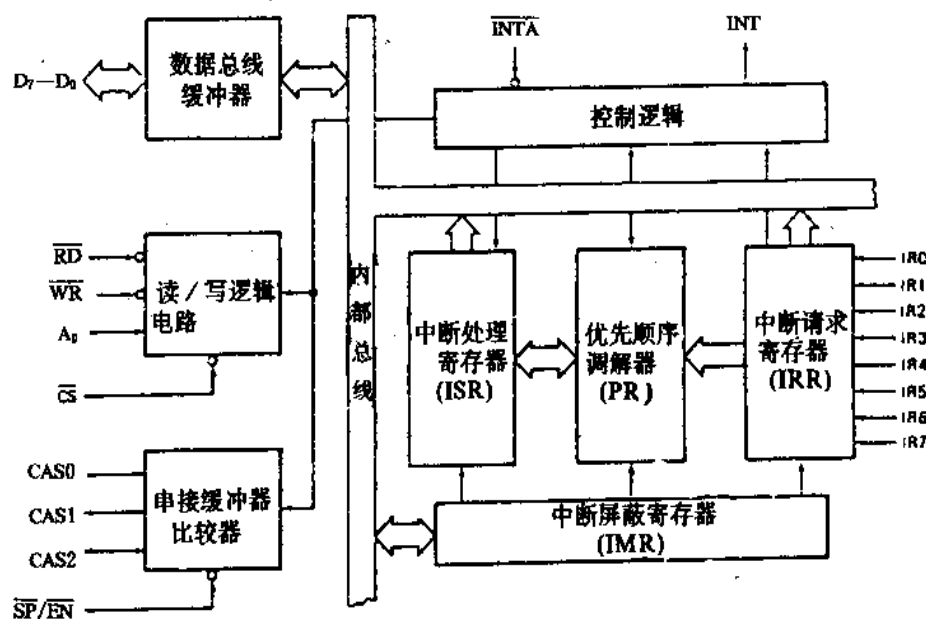 D₇—D₀
数据总线
缓冲器
INTA
INT
控制逻辑
RD
WR
A₀
CS
读/写逻辑
电路
内
部
总
线
中断处理
寄存器
(ISR)
优先顺序
调解器
(PR)
中断请求
寄存器
(IRR)
IR0
IR1
IR2
IR3
IR4
IR5
IR6
IR7
CAS0
CAS1
CAS2
SP/EN
串接缓冲器
比较器
中断屏蔽寄存器
(IMR)